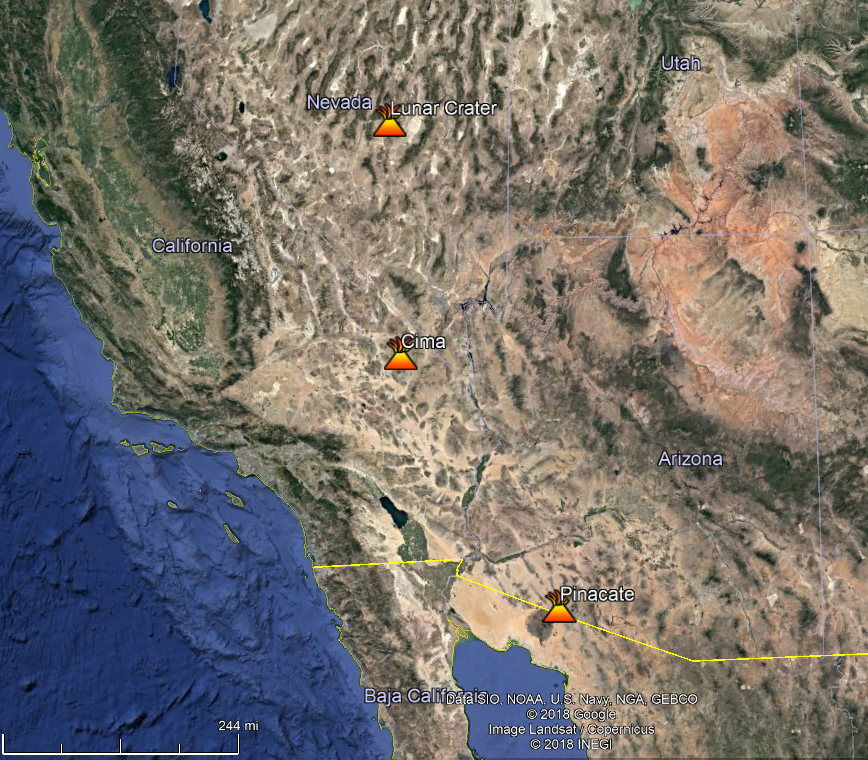 Utah
Nevada
Lunar Crater
California
Cima
Arizona
Pinacate
Baja California
Data SIO, NOAA, U.S. Navy, NGA, GEBCO
© 2018 Google
Image Landsat / Copernicus
© 2018 INEGI
244 mi